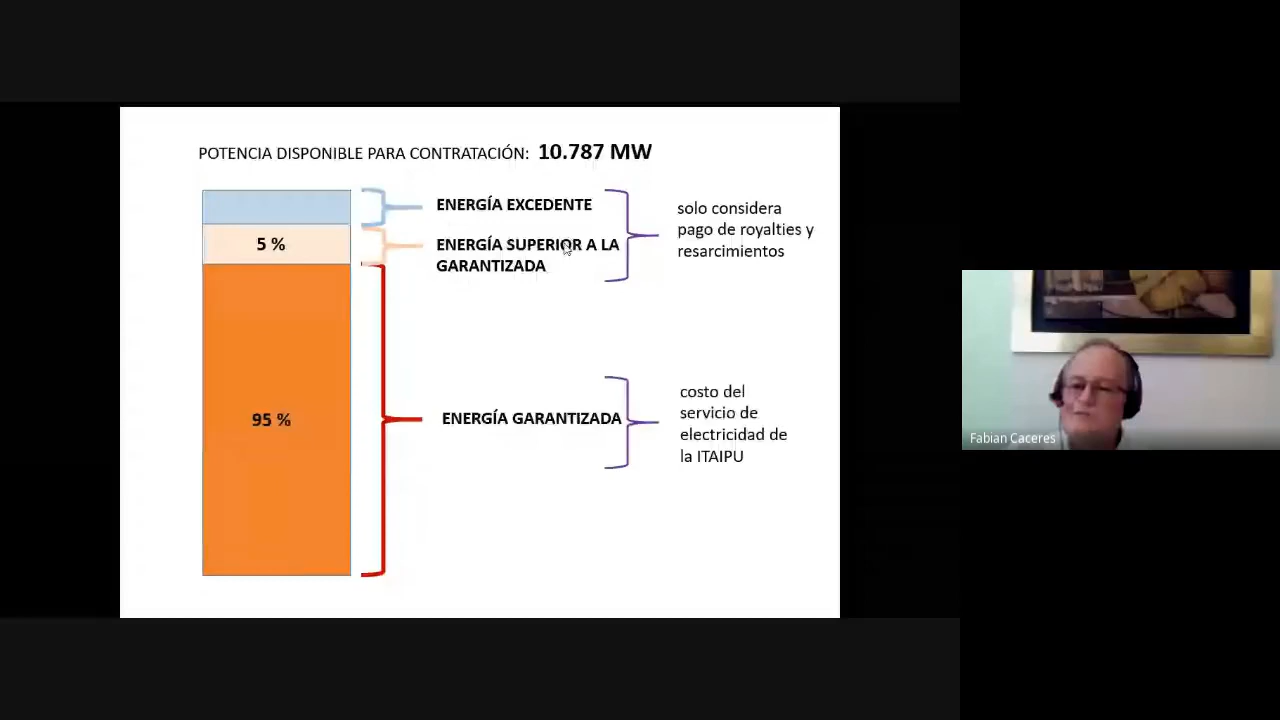 POTENCIA DISPONIBLE PARA CONTRATACIÓN: 10.787 MW
ENERGÍA EXCEDENTE
5 %
ENERGÍA SUPERIOR A LA
GARANTIZADA
solo considera
pago de royalties y
resarcimientos
95 %
ENERGÍA GARANTIZADA
costo del
servicio de
electricidad de
la ITAIPU
Fabian Caceres